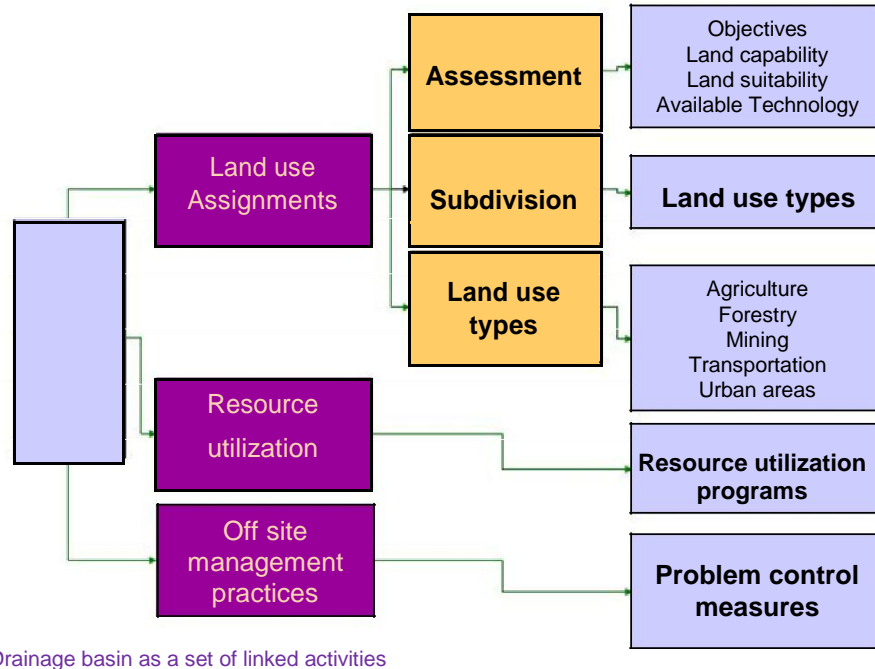 Objectives
Land capability
Land suitability
Available Technology
Assessment
Land use
Assignments
Subdivision
Land use types
Land use
types
Agriculture
Forestry
Mining
Transportation
Urban areas
Resource
utilization
Resource utilization
programs
Off site
management
practices
Problem control
measures
Drainage basin as a set of linked activities